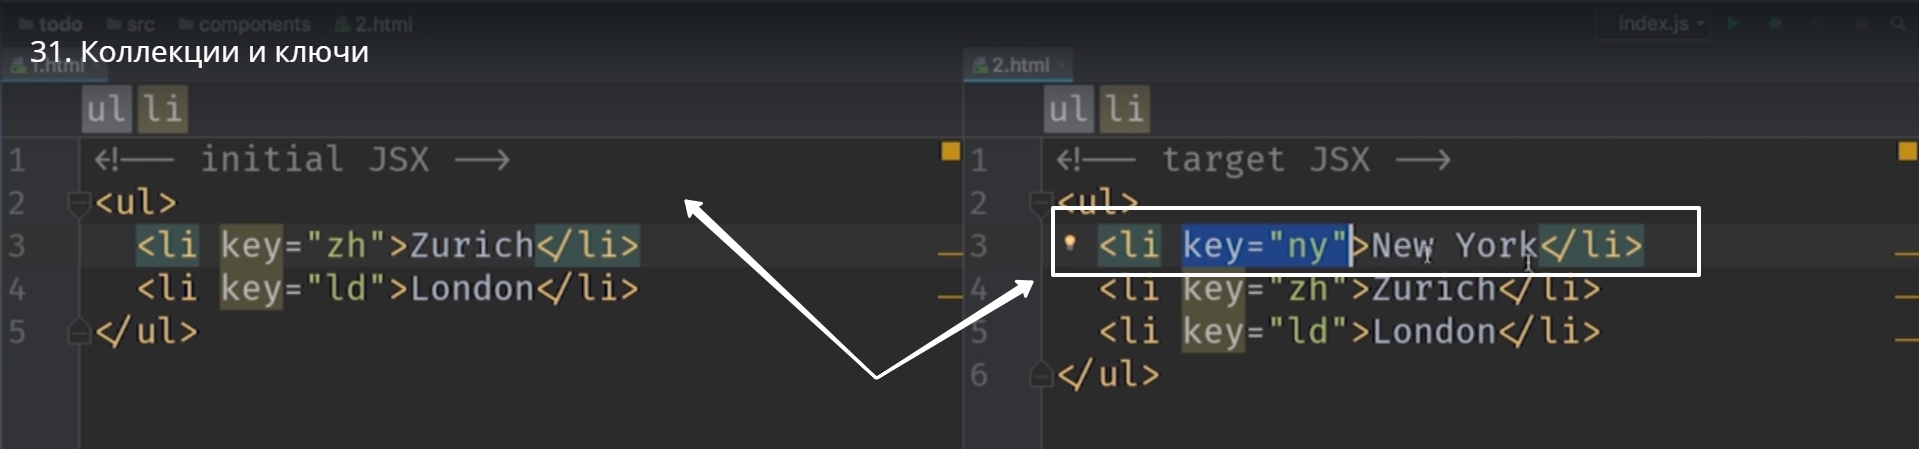 todo src components 2.html index.js
31. Коллекции и ключи
1.html
ul li
1 <!-- initial JSX -->
2 <ul>
3 <li key="zh">Zurich</li>
4 <li key="ld">London</li>
5 </ul>
2.html
ul li
1 <!-- target JSX -->
2 <ul>
3 <li key="ny">New York</li>
4 <li key="zh">Zurich</li>
5 <li key="ld">London</li>
6 </ul>